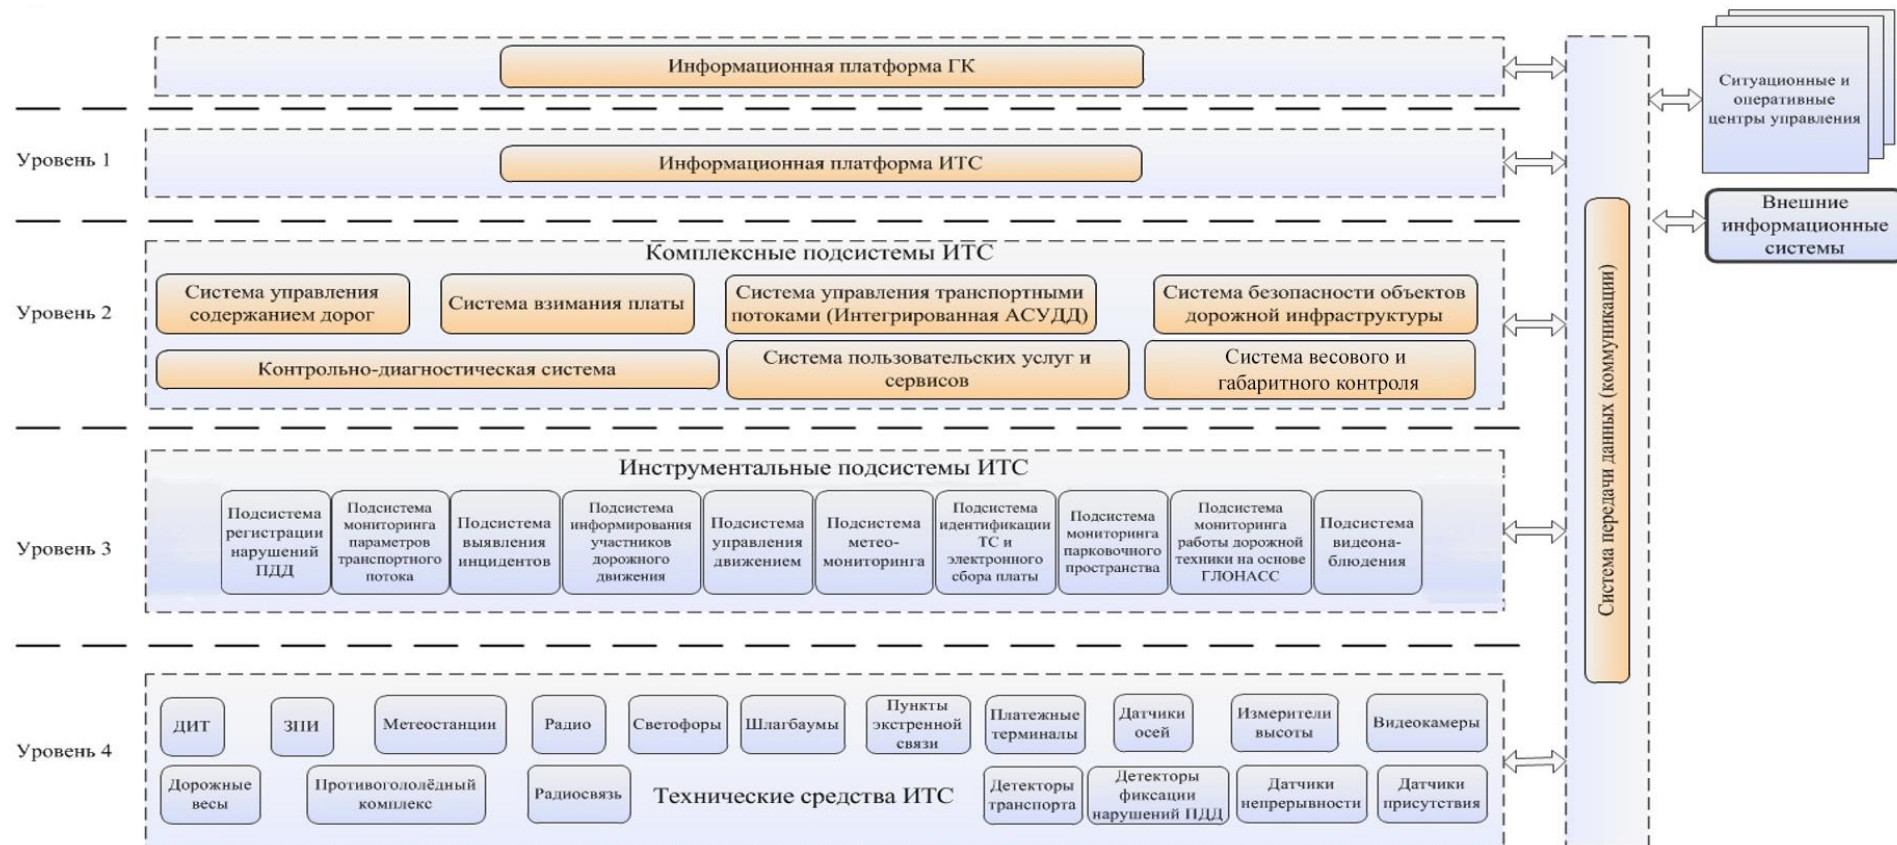 Информационная платформа ГК
Ситуационные и
оперативные
центры управления
Уровень 1
Информационная платформа ИТС
Внешние
информационные
системы
Уровень 2
Комплексные подсистемы ИТС
Система управления
содержанием дорог
Система взимания платы
Система управления транспортными
потоками (Интегрированная АСУДД)
Система безопасности объектов
дорожной инфраструктуры
Контрольно-диагностическая система
Система пользовательских услуг и
сервисов
Система весового и
габаритного контроля
Система передачи данных (коммуникации)
Уровень 3
Инструментальные подсистемы ИТС
Подсистема
регистрации
нарушений
ПДД
Подсистема
мониторинга
параметров
транспортного
потока
Подсистема
выявления
инцидентов
Подсистема
информирования
участников
дорожного
движения
Подсистема
управления
движением
Подсистема
метео-
мониторинга
Подсистема
идентификации
ТС и
электронного
сбора платы
Подсистема
мониторинга
парковочного
пространства
Подсистема
мониторинга
работы дорожной
техники на основе
ГЛОНАСС
Подсистема
видеона-
блюдения
Уровень 4
ДИТ
ЗПИ
Метеостанции
Радио
Светофоры
Шлагбаумы
Пункты
экстренной
связи
Платежные
терминалы
Датчики
осей
Измерители
высоты
Видеокамеры
Дорожные
весы
Противогололёдный
комплекс
Радиосвязь
Технические средства ИТС
Детекторы
транспорта
Детекторы
фиксации
нарушений ПДД
Датчики
непрерывности
Датчики
присутствия